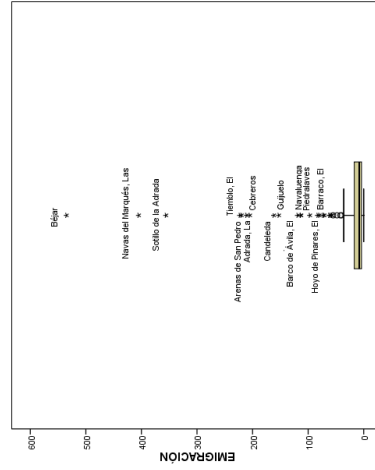 600
500
400
300
200
100
0
EMIGRACIÓN
Béjar
Navas del Marqués, Las
Sotillo de la Adrada
Tiemblo, El
Arenas de San Pedro
Adrada, La
Cebreros
Candeleda
Guijuelo
Barco de Ávila, El
Navaluenga
Piedralaves
Hoyo de Pinares, El
Barraco, El